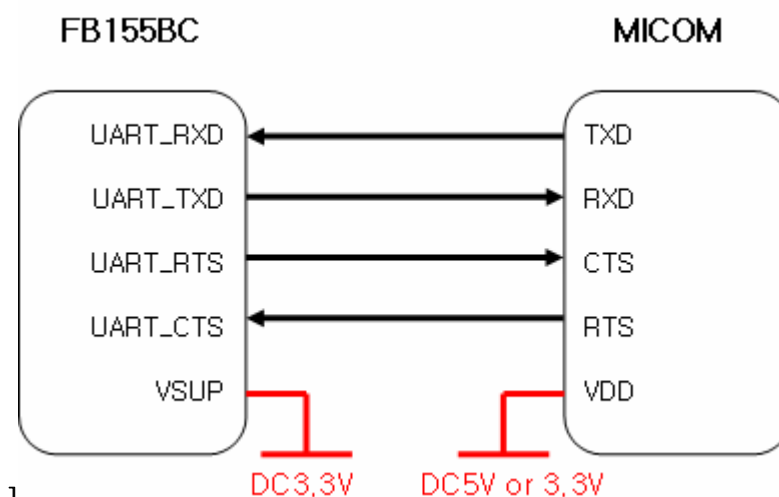 FB155BC MICOM
UART_RXD TXD
UART_TXD RXD
UART_RTS CTS
UART_CTS RTS
VSUP VDD
DC3,3V DC5V or 3,3V